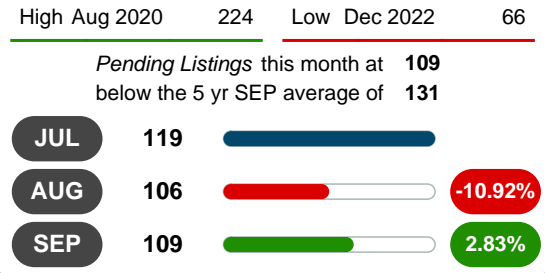 High Aug 2020 224 Low Dec 2022 66
Pending Listings this month at 109
below the 5 yr SEP average of 131
JUL 119
AUG 106 -10.92%
SEP 109 2.83%